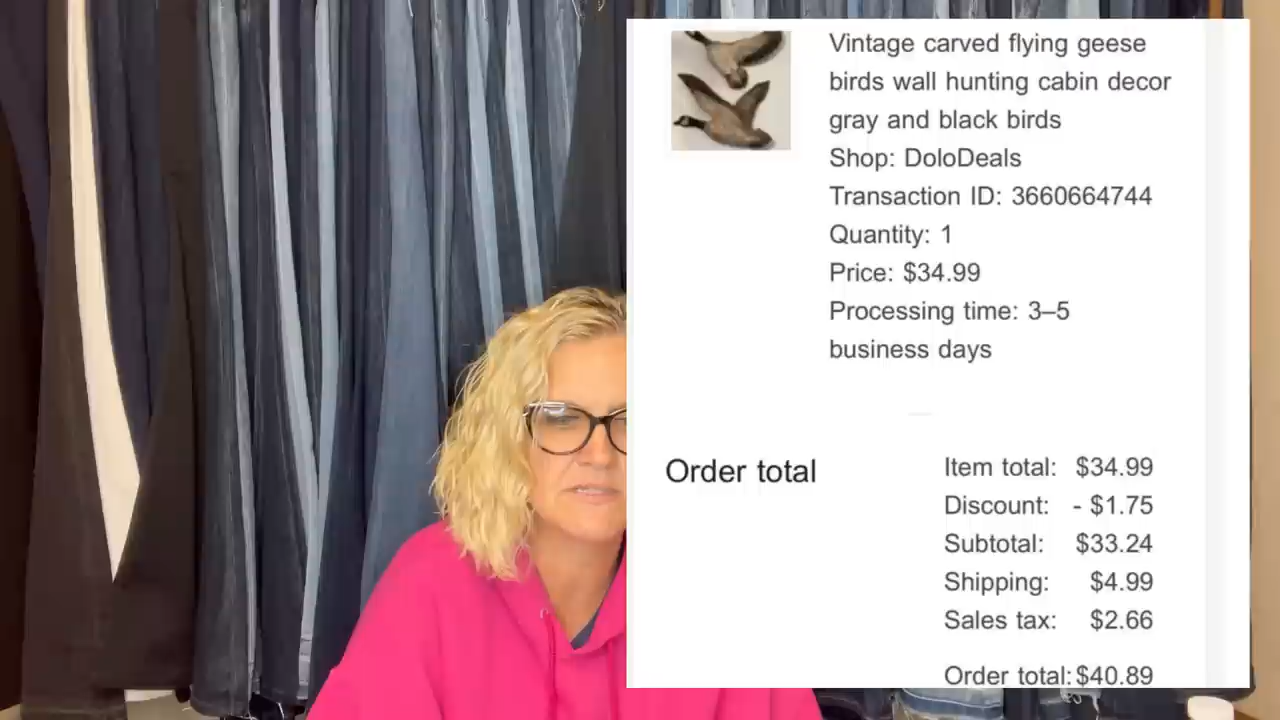 Vintage carved flying geese
birds wall hunting cabin decor
gray and black birds
Shop: DoloDeals
Transaction ID: 3660664744
Quantity: 1
Price: $34.99
Processing time: 3–5
business days
Order total
Item total: $34.99
Discount: - $1.75
Subtotal: $33.24
Shipping: $4.99
Sales tax: $2.66
Order total: $40.89